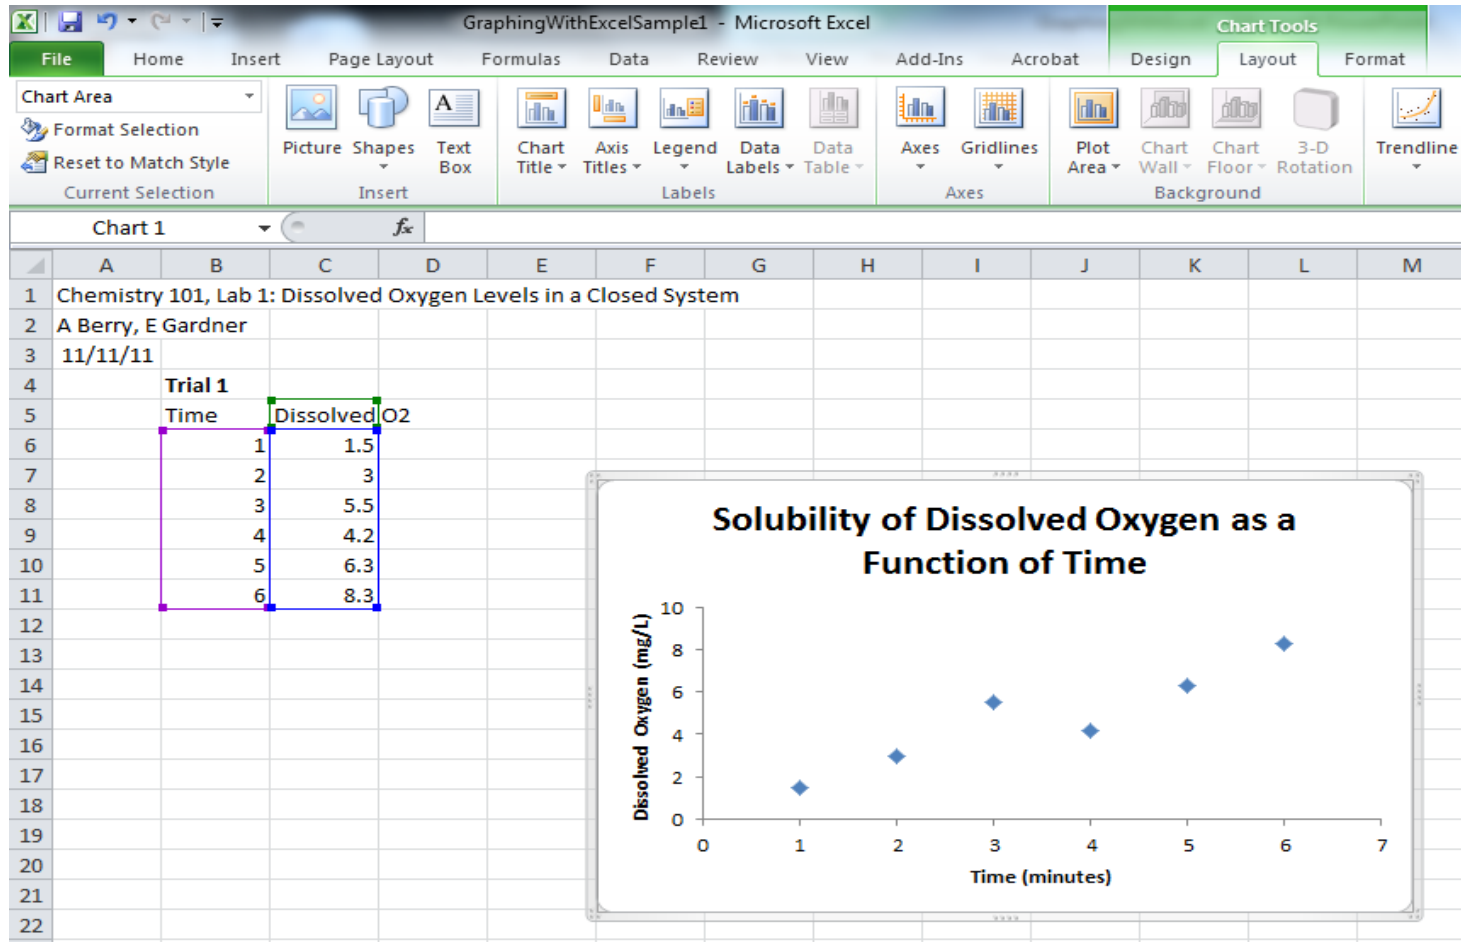 GraphingWithExcelSample1 - Microsoft Excel
Chart Tools
File Home Insert Page Layout Formulas Data Review View Add-Ins Acrobat Design Layout Format
Chart Area
Format Selection
Reset to Match Style
Current Selection
Picture Shapes Text Box
Insert
Chart Title Axis Titles Legend Data Labels Data Table
Labels
Axes Gridlines
Axes
Plot Area Chart Wall Chart Floor 3-D Rotation
Background
Trendline
Chart 1 fx
A B C D E F G H I J K L M
1 Chemistry 101, Lab 1: Dissolved Oxygen Levels in a Closed System
2 A Berry, E Gardner
3 11/11/11
4 Trial 1
5 Time Dissolved O2
6 1 1.5
7 2 3
8 3 5.5
9 4 4.2
10 5 6.3
11 6 8.3
12
13
14
15
16
17
18
19
20
21
22
Solubility of Dissolved Oxygen as a
Function of Time
Dissolved Oxygen (mg/L)
10
8
6
4
2
0
0 1 2 3 4 5 6 7
Time (minutes)